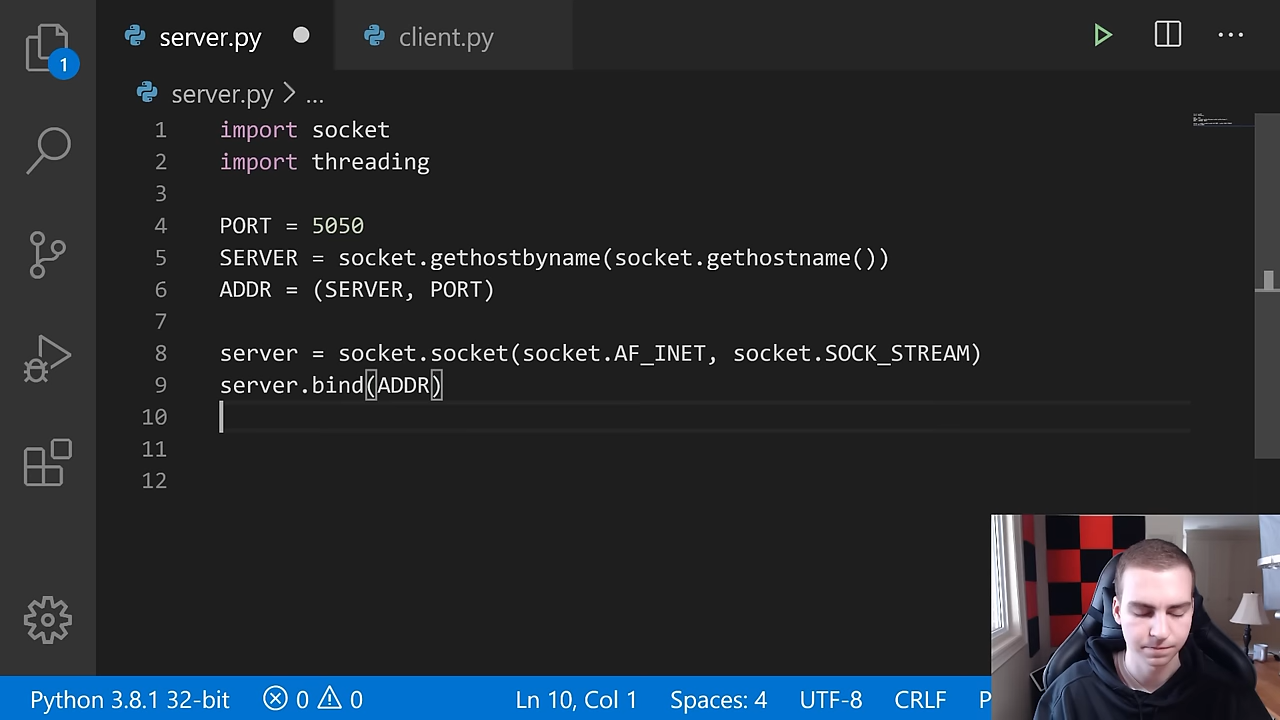 server.py
client.py
1
server.py > ...
1 import socket
2 import threading
3
4 PORT = 5050
5 SERVER = socket.gethostbyname(socket.gethostname())
6 ADDR = (SERVER, PORT)
7
8 server = socket.socket(socket.AF_INET, socket.SOCK_STREAM)
9 server.bind(ADDR)
10
11
12
Python 3.8.1 32-bit 0 0 Ln 10, Col 1 Spaces: 4 UTF-8 CRLF P